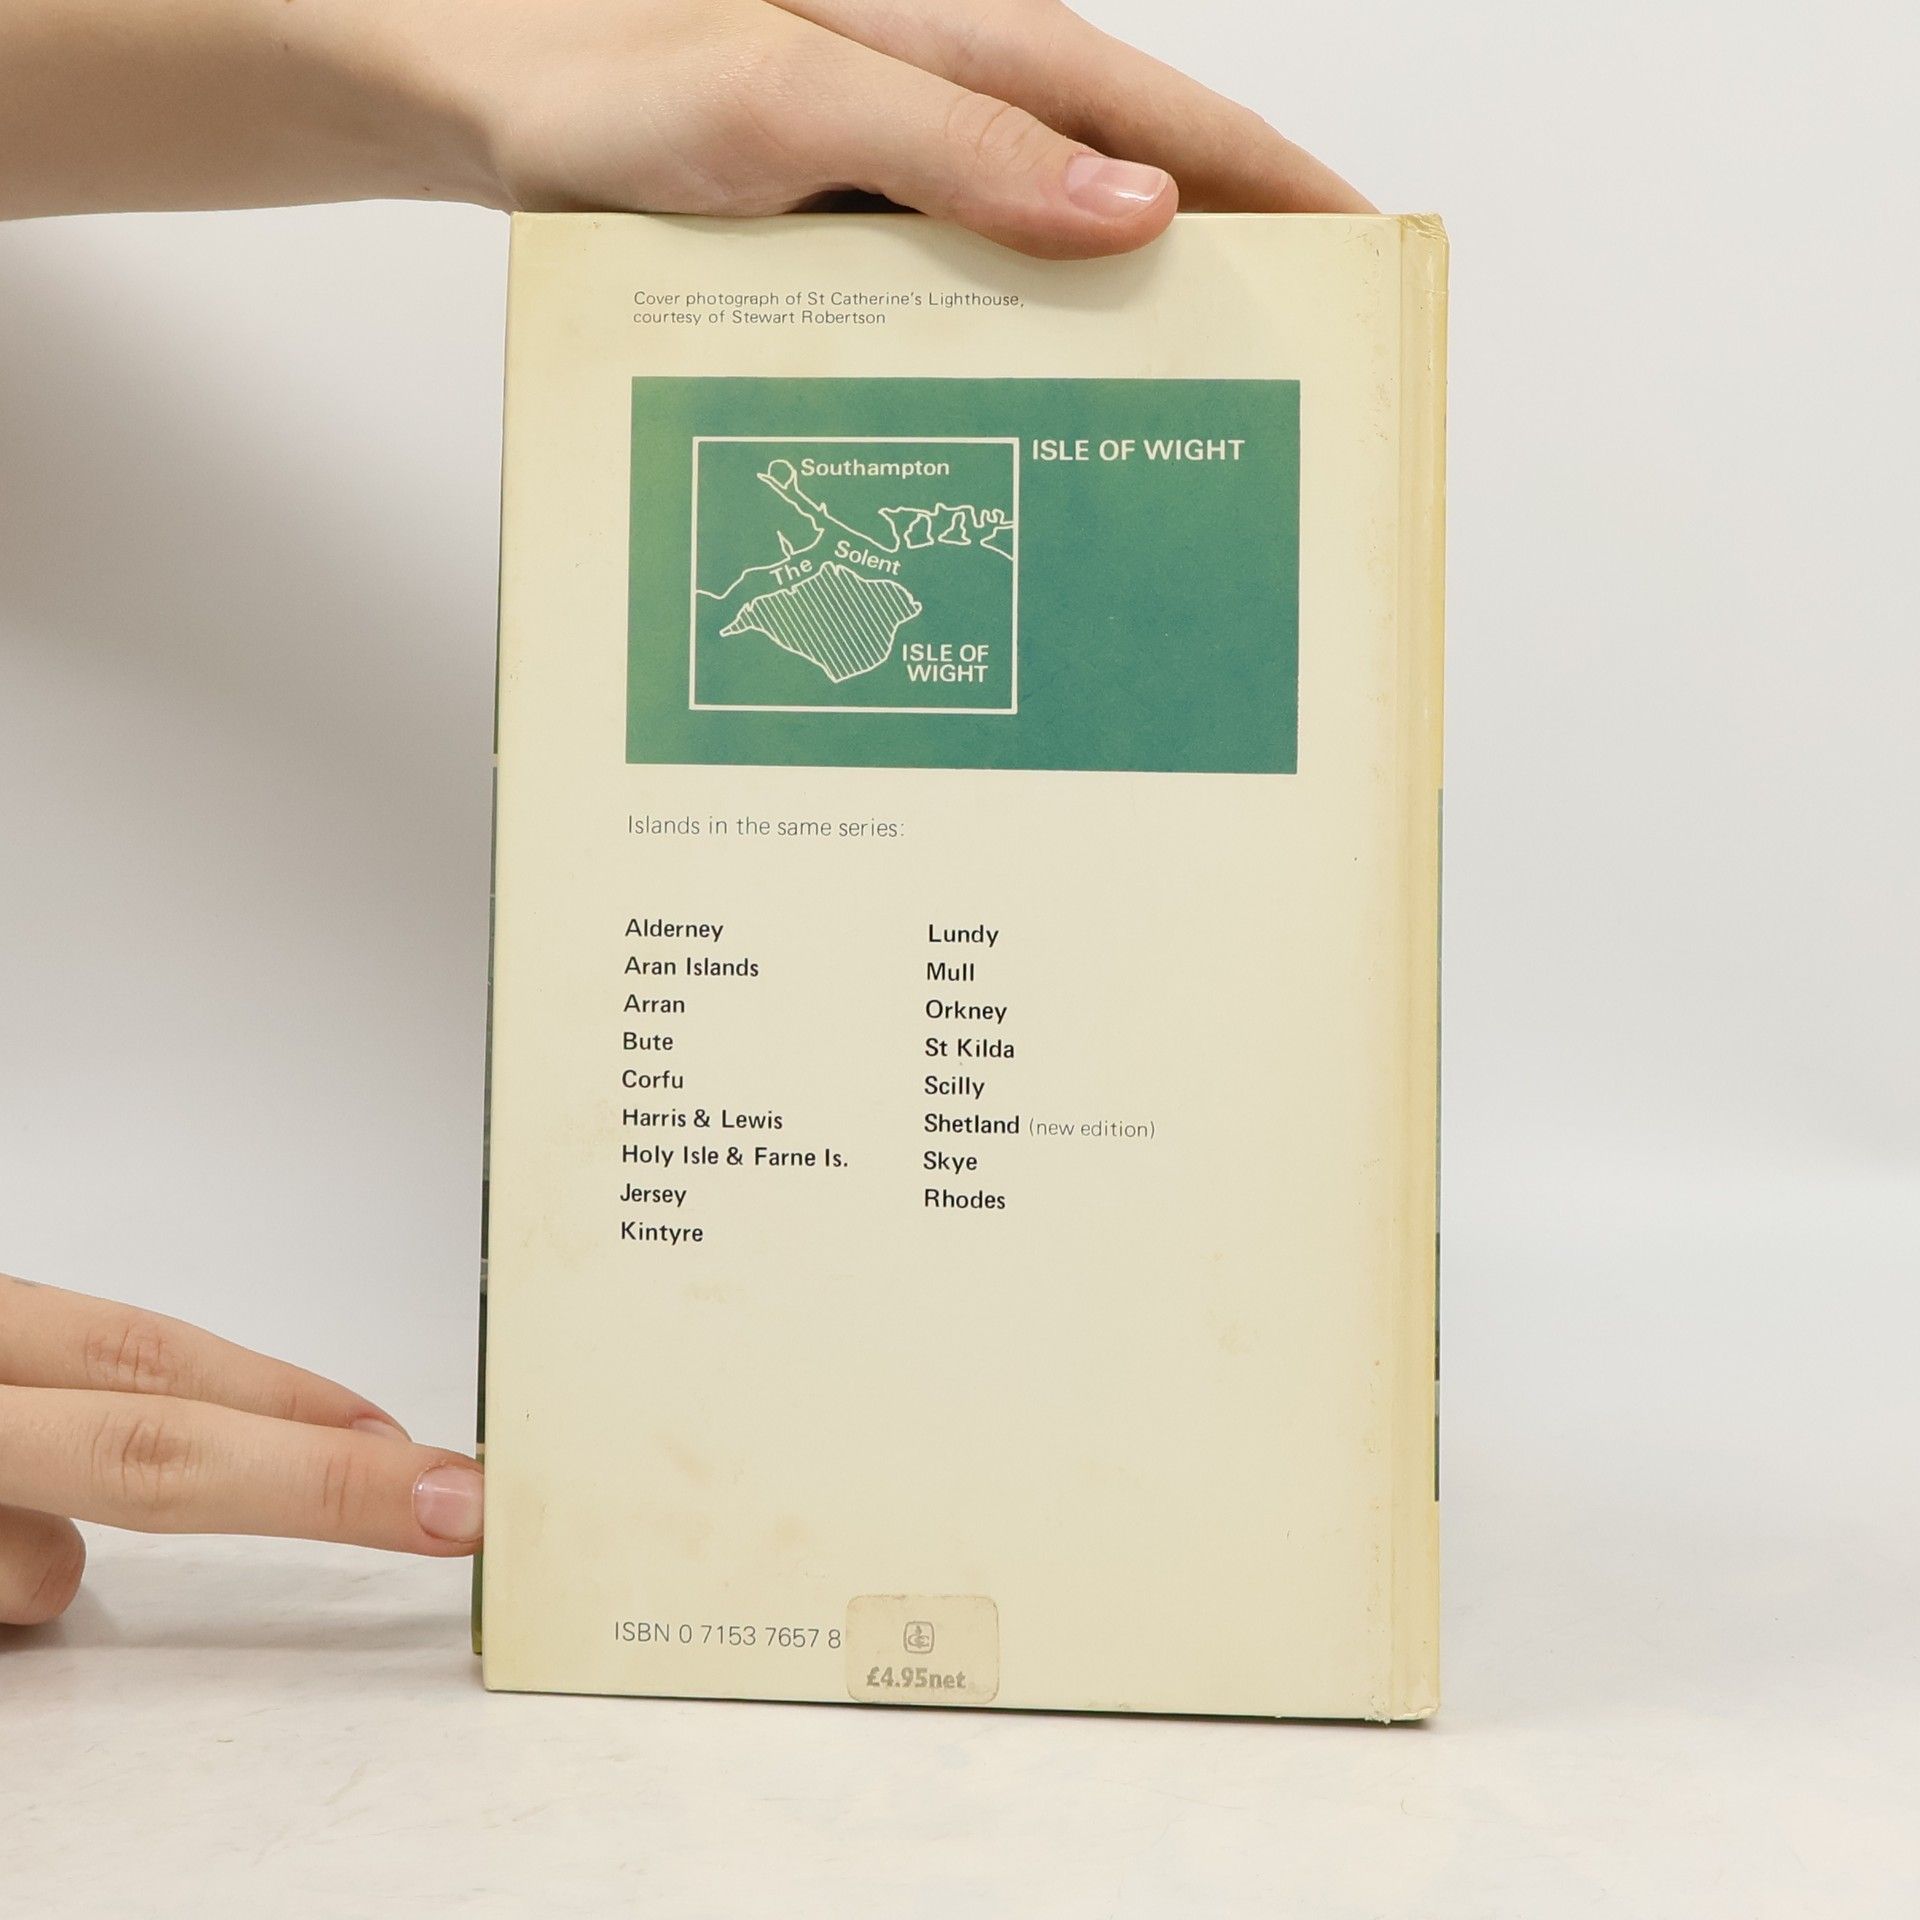 Cover photograph of St Catherine's Lighthouse,
courtesy of Stewart Robertson
ISLE OF WIGHT
Southampton
The Solent
ISLE OF
WIGHT
Islands in the same series:
Alderney
Aran Islands
Arran
Bute
Corfu
Harris & Lewis
Holy Isle & Farne Is.
Jersey
Kintyre
Lundy
Mull
Orkney
St Kilda
Scilly
Shetland (new edition)
Skye
Rhodes
ISBN 0 7153 7657 8
£4.95net